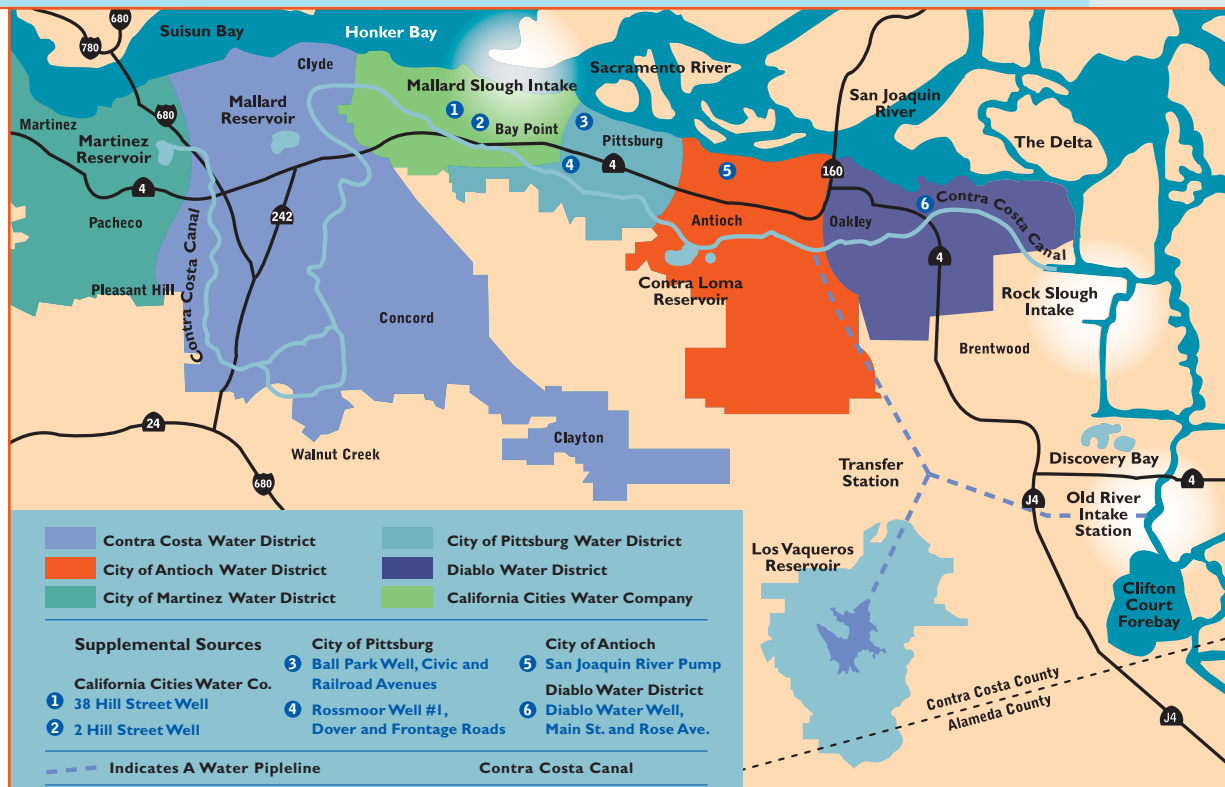 680
780
Suisun Bay
Honker Bay
Clyde
Mallard
Reservoir
Mallard Slough Intake
Sacramento River
San Joaquin
River
The Delta
680
Martinez
Martinez
Reservoir
1
2
Bay Point
3
Pittsburg
4
4
5
160
4
242
Pacheco
Antioch
Oakley
6
Contra Costa Canal
4
Contra Costa Canal
Pleasant Hill
Contra Loma
Reservoir
Rock Slough
Intake
Concord
Brentwood
24
Walnut Creek
Clayton
680
Transfer
Station
Discovery Bay
4
J4
Old River
Intake
Station
Los Vaqueros
Reservoir
Clifton
Court
Forebay
Contra Costa County
Alameda County
J4
Contra Costa Water District
City of Antioch Water District
City of Martinez Water District
City of Pittsburg Water District
Diablo Water District
California Cities Water Company
Supplemental Sources
California Cities Water Co.
1 38 Hill Street Well
2 2 Hill Street Well
City of Pittsburg
3 Ball Park Well, Civic and
Railroad Avenues
4 Rossmoor Well #1,
Dover and Frontage Roads
City of Antioch
5 San Joaquin River Pump
Diablo Water District
6 Diablo Water Well,
Main St. and Rose Ave.
Indicates A Water Pipleline
Contra Costa Canal